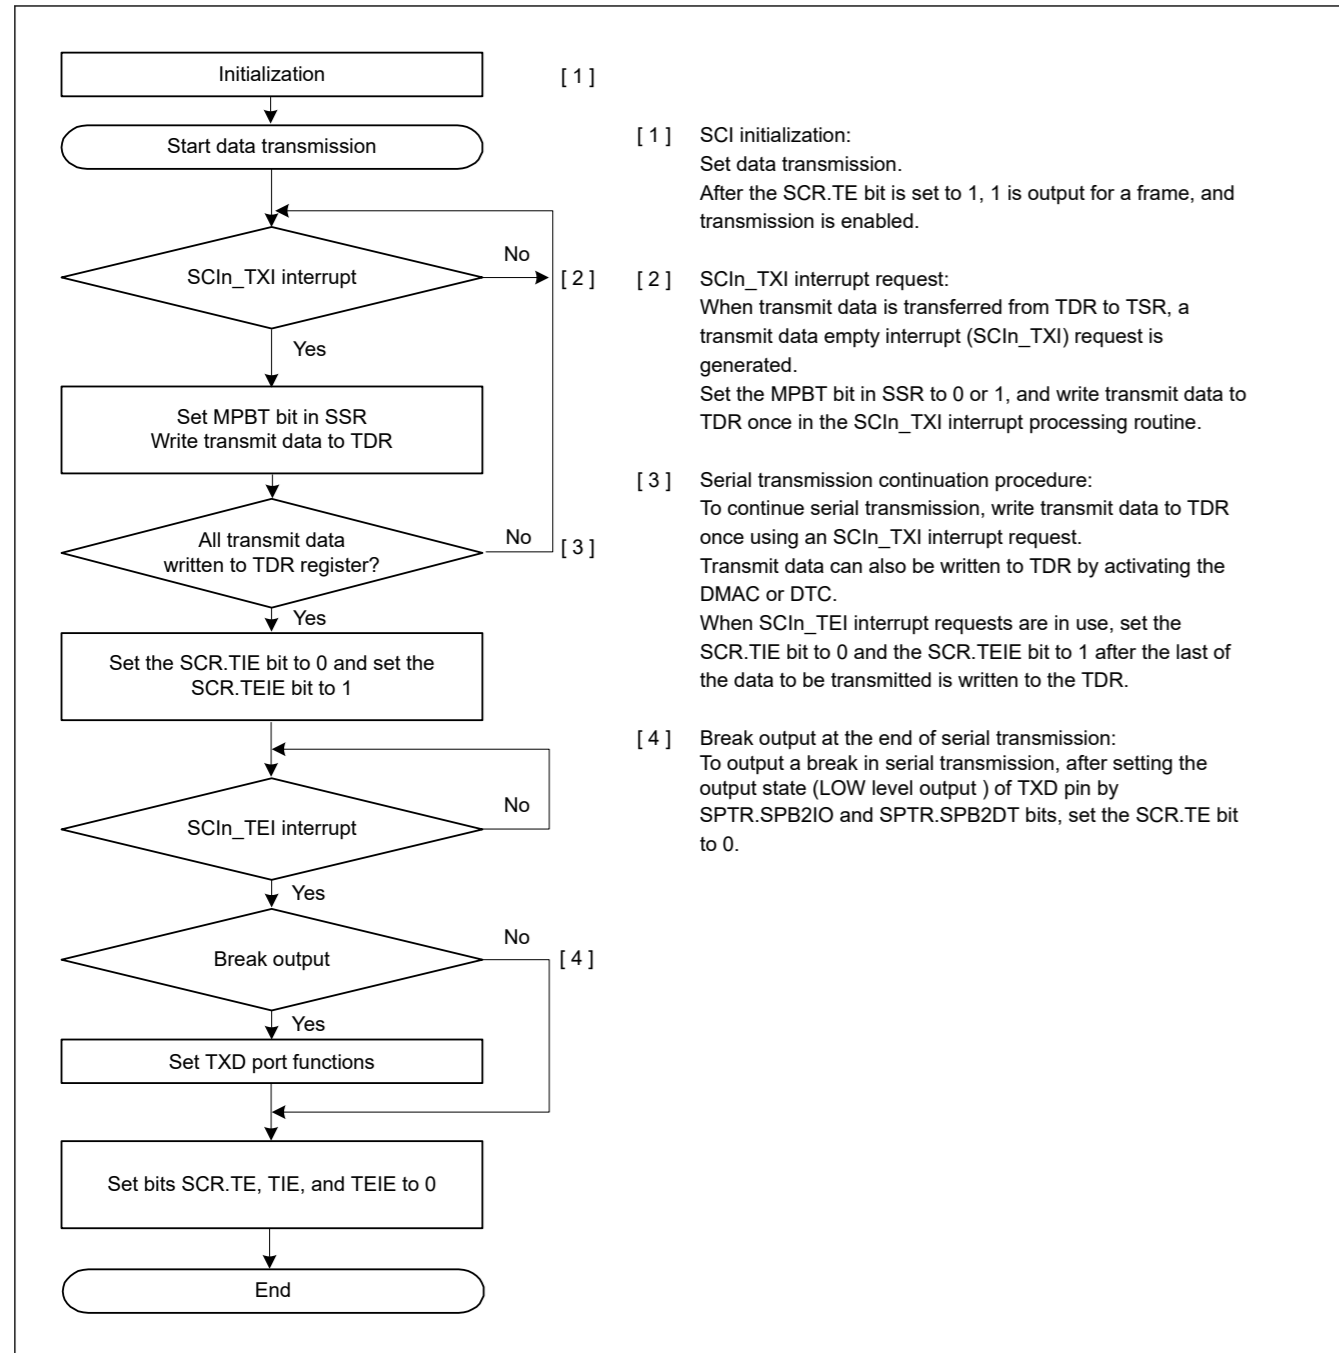 Initialization
[ 1 ]
Start data transmission
SCIn_TXI interrupt
No
[ 2 ]
Yes
Set MPBT bit in SSR
Write transmit data to TDR
All transmit data
written to TDR register?
No
[ 3 ]
Yes
Set the SCR.TIE bit to 0 and set the
SCR.TEIE bit to 1
SCIn_TEI interrupt
No
Yes
Break output
No
[ 4 ]
Yes
Set TXD port functions
Set bits SCR.TE, TIE, and TEIE to 0
End
[ 1 ] SCI initialization:
Set data transmission.
After the SCR.TE bit is set to 1, 1 is output for a frame, and
transmission is enabled.
[ 2 ] SCIn_TXI interrupt request:
When transmit data is transferred from TDR to TSR, a
transmit data empty interrupt (SCIn_TXI) request is
generated.
Set the MPBT bit in SSR to 0 or 1, and write transmit data to
TDR once in the SCIn_TXI interrupt processing routine.
[ 3 ] Serial transmission continuation procedure:
To continue serial transmission, write transmit data to TDR
once using an SCIn_TXI interrupt request.
Transmit data can also be written to TDR by activating the
DMAC or DTC.
When SCIn_TEI interrupt requests are in use, set the
SCR.TIE bit to 0 and the SCR.TEIE bit to 1 after the last of
the data to be transmitted is written to the TDR.
[ 4 ] Break output at the end of serial transmission:
To output a break in serial transmission, after setting the
output state (LOW level output ) of TXD pin by
SPTR.SPB2IO and SPTR.SPB2DT bits, set the SCR.TE bit
to 0.